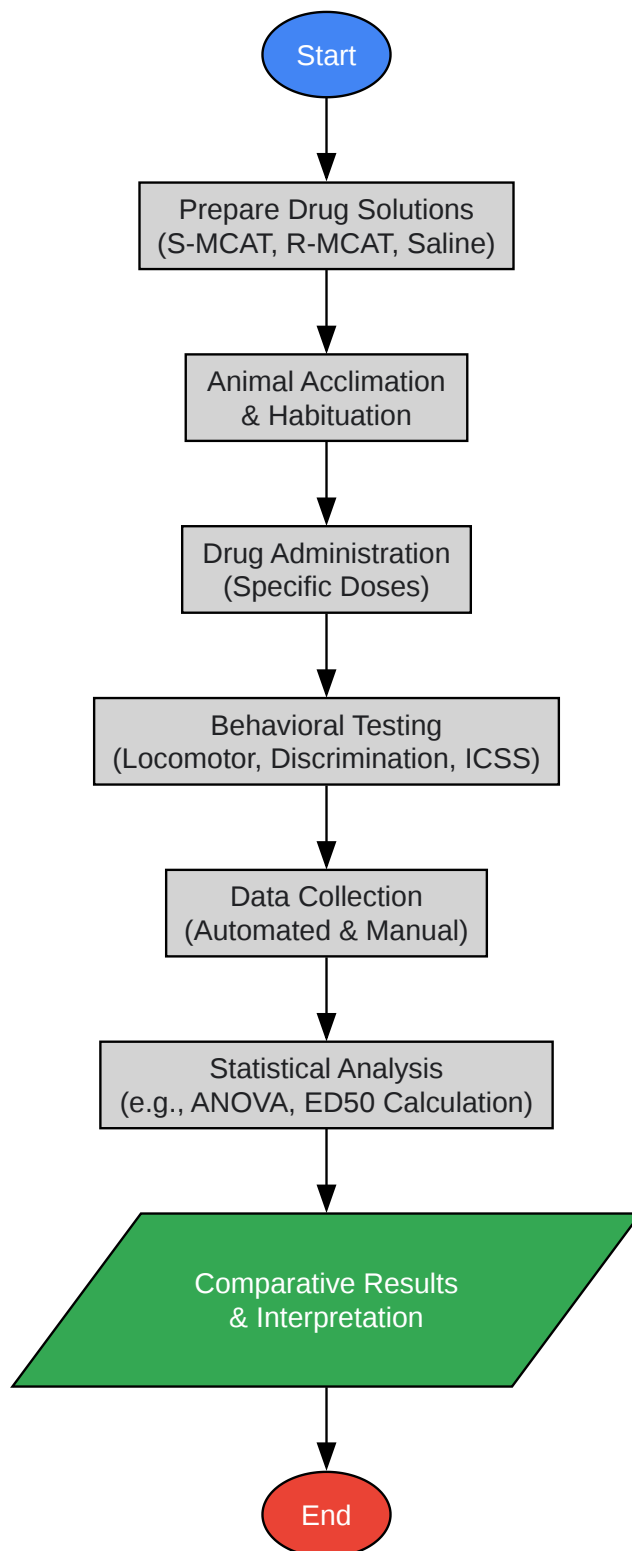 Start
Prepare Drug Solutions
(S-MCAT, R-MCAT, Saline)
Animal Acclimation
& Habituation
Drug Administration
(Specific Doses)
Behavioral Testing
(Locomotor, Discrimination, ICSS)
Data Collection
(Automated & Manual)
Statistical Analysis
(e.g., ANOVA, ED50 Calculation)
Comparative Results
& Interpretation
End